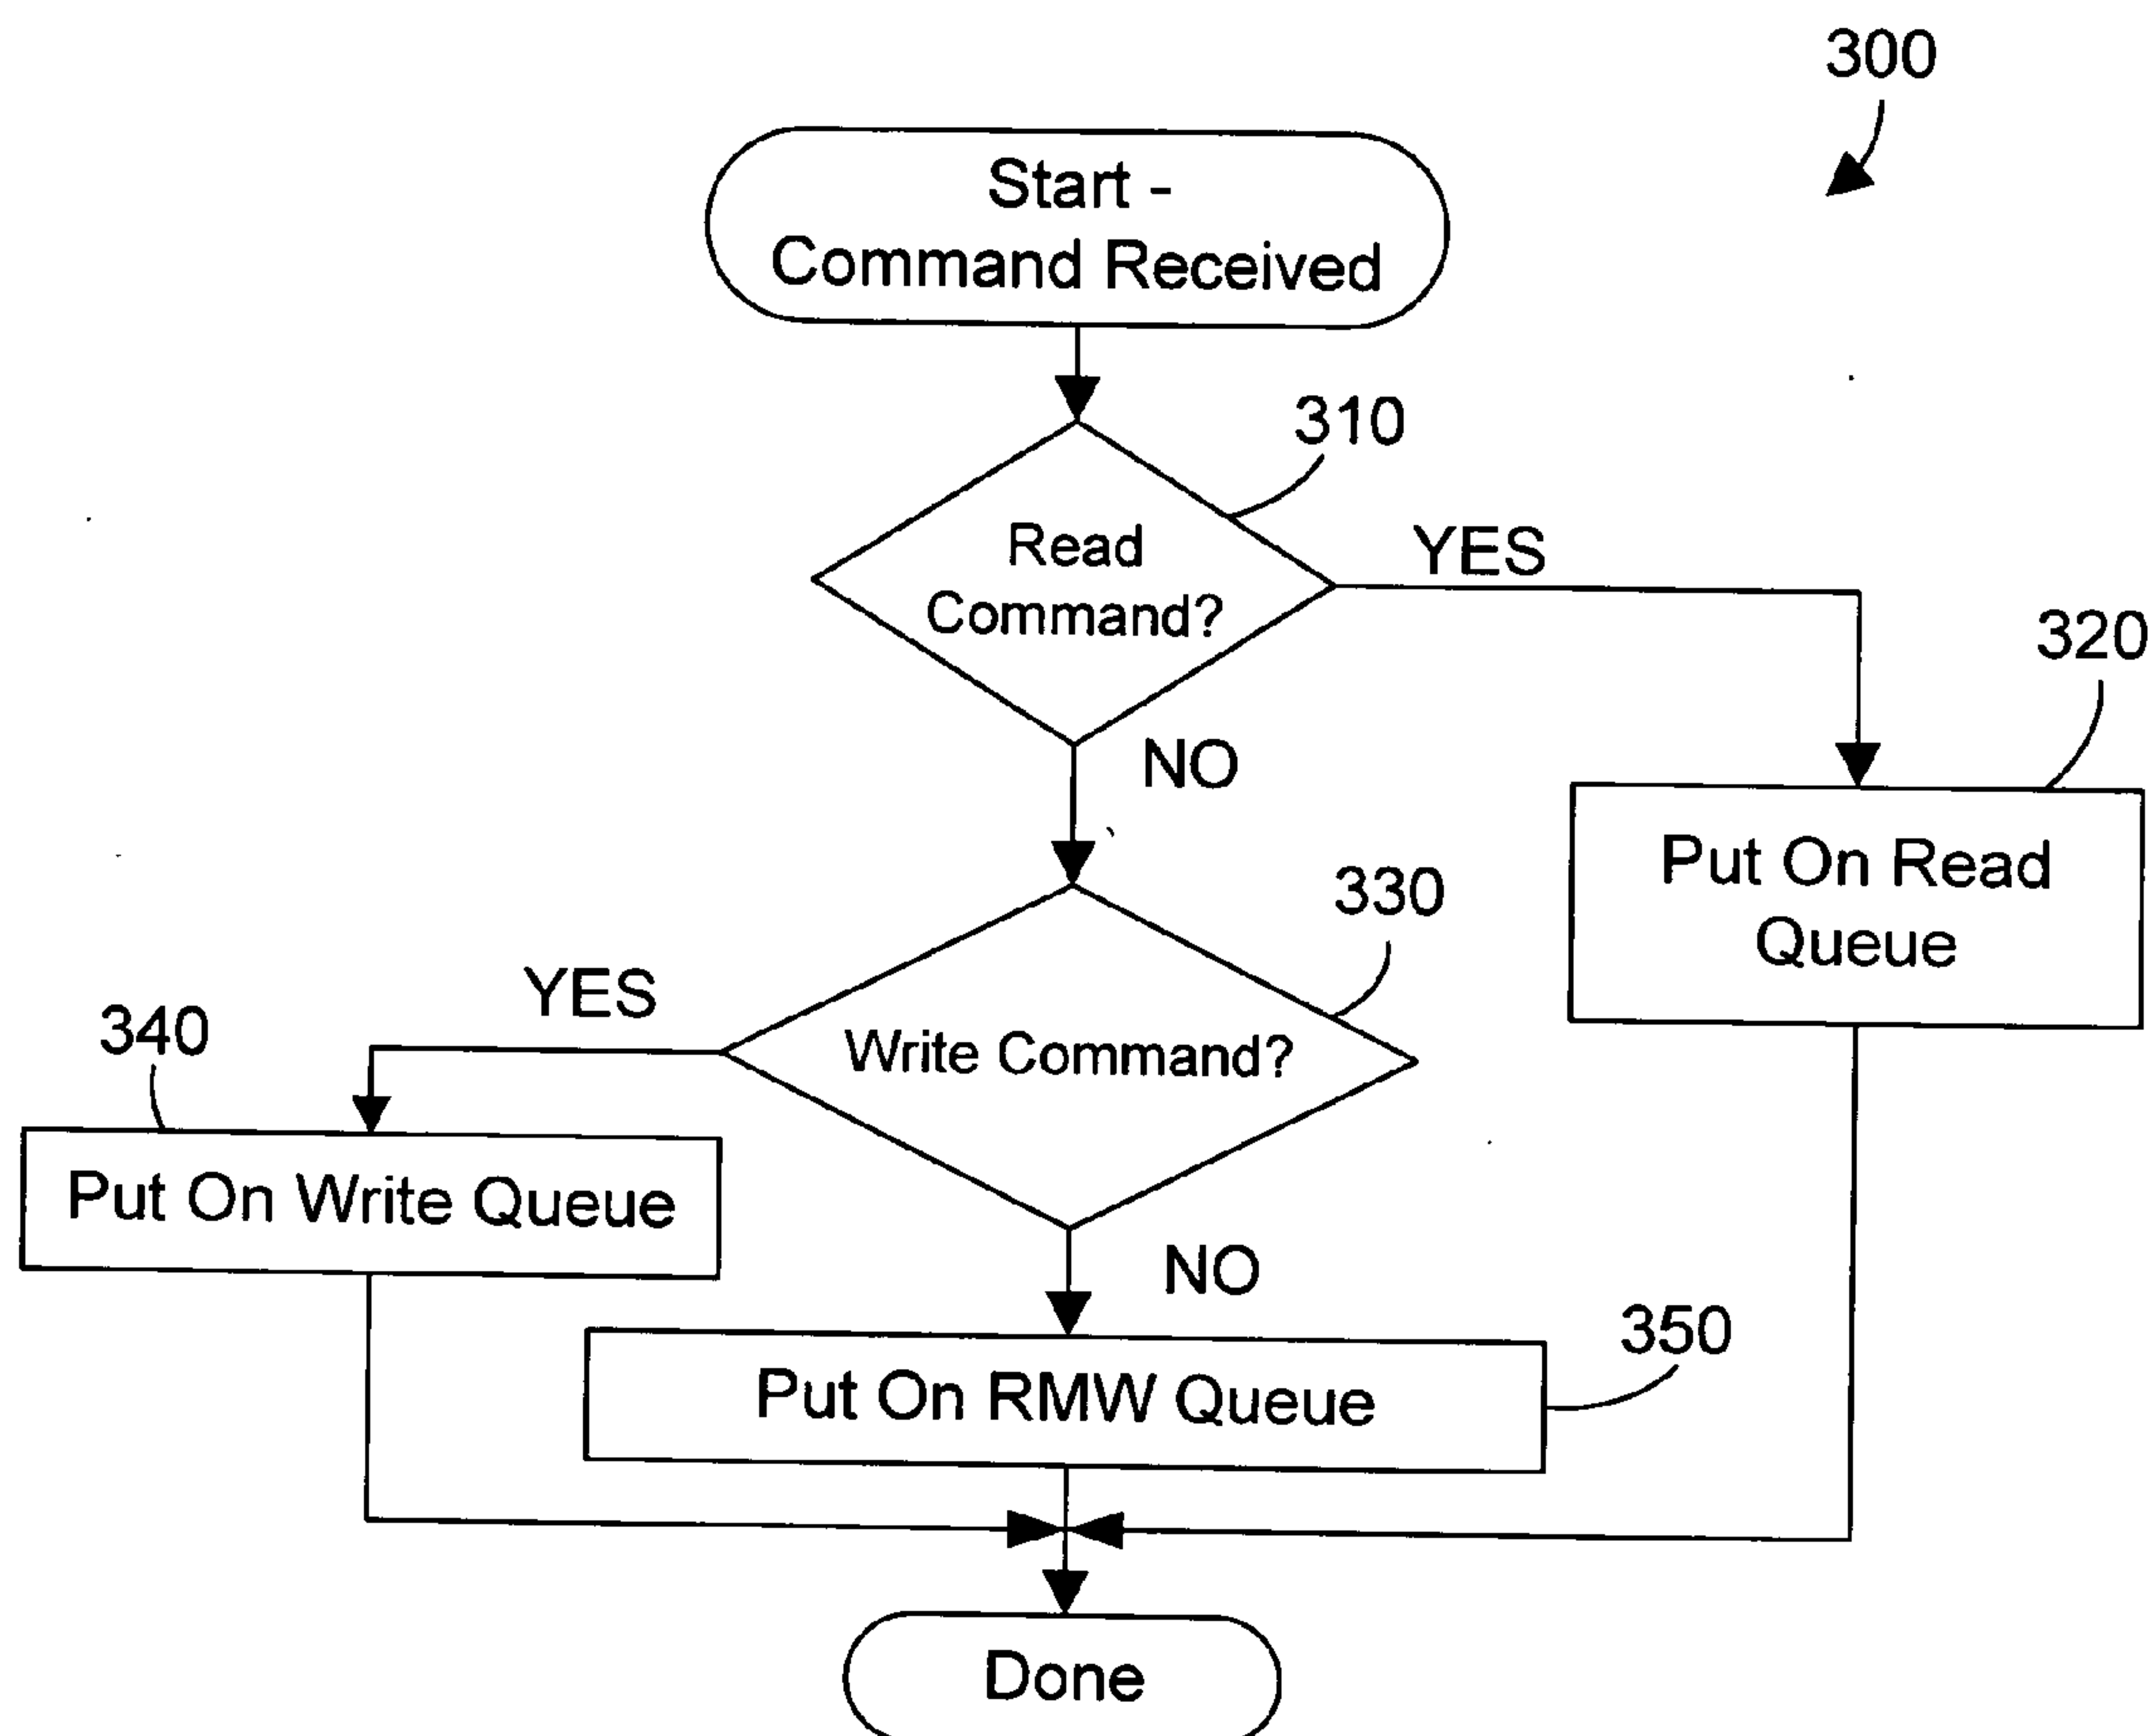 300
Start -
Command Received
310
Read
Command?
YES
320
NO
Put On Read
Queue
330
YES
340
Write Command?
Put On Write Queue
NO
350
Put On RMW Queue
Done